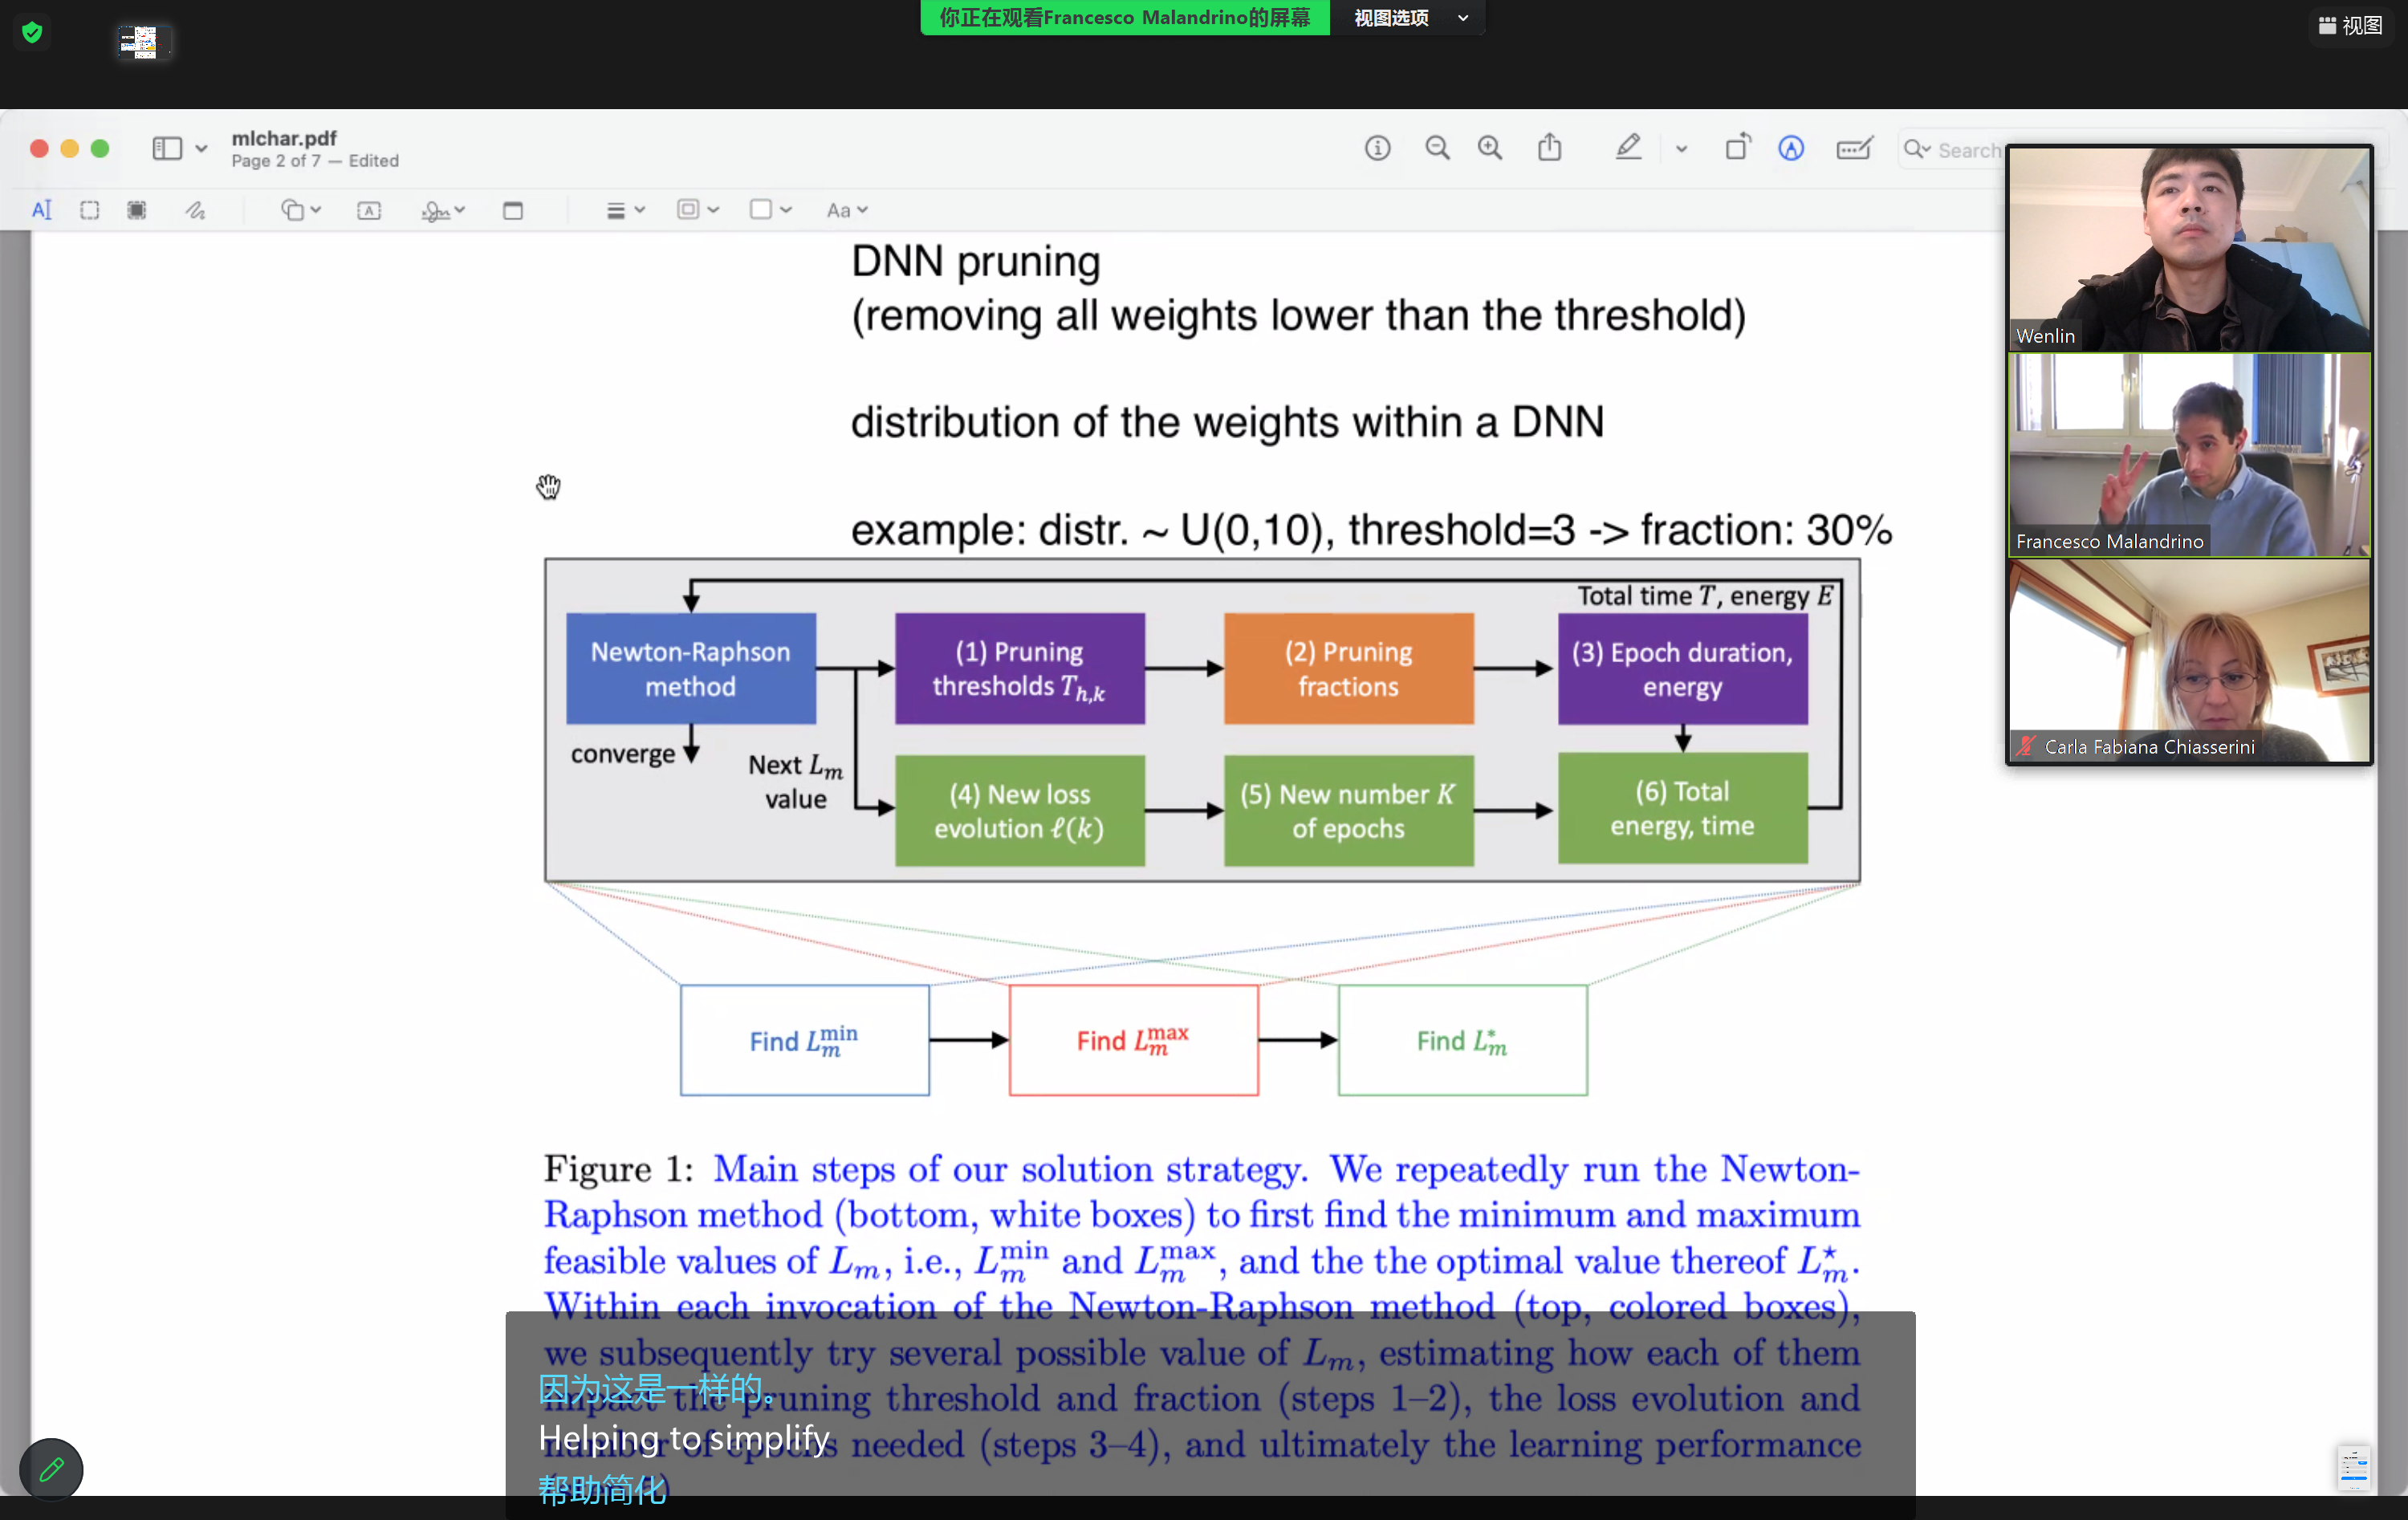 你正在观看Francesco Malandrino的屏幕
视图选项
视图
mlchar.pdf
Page 2 of 7 — Edited
Search
A
Aa
DNN pruning
(removing all weights lower than the threshold)
distribution of the weights within a DNN
example: distr. ~ U(0,10), threshold=3 -> fraction: 30%
Total time T, energy E
Newton-Raphson
method
(1) Pruning
thresholds T_{h,k}
(2) Pruning
fractions
(3) Epoch duration,
energy
converge
Next L_m
value
(4) New loss
evolution ℓ(k)
(5) New number K
of epochs
(6) Total
energy, time
Find L_m^min
Find L_m^max
Find L_m^*
Figure 1: Main steps of our solution strategy. We repeatedly run the Newton-
Raphson method (bottom, white boxes) to first find the minimum and maximum
feasible values of L_m, i.e., L_m^min and L_m^max, and the the optimal value thereof L_m^⋆.
Within each invocation of the Newton-Raphson method (top, colored boxes),
we subsequently try several possible value of L_m, estimating how each of them
impact the pruning threshold and fraction (steps 1–2), the loss evolution and
number of epochs needed (steps 3–4), and ultimately the learning performance
因为这是一样的。
Helping to simplify
帮助简化
Wenlin
Francesco Malandrino
Carla Fabiana Chiasserini